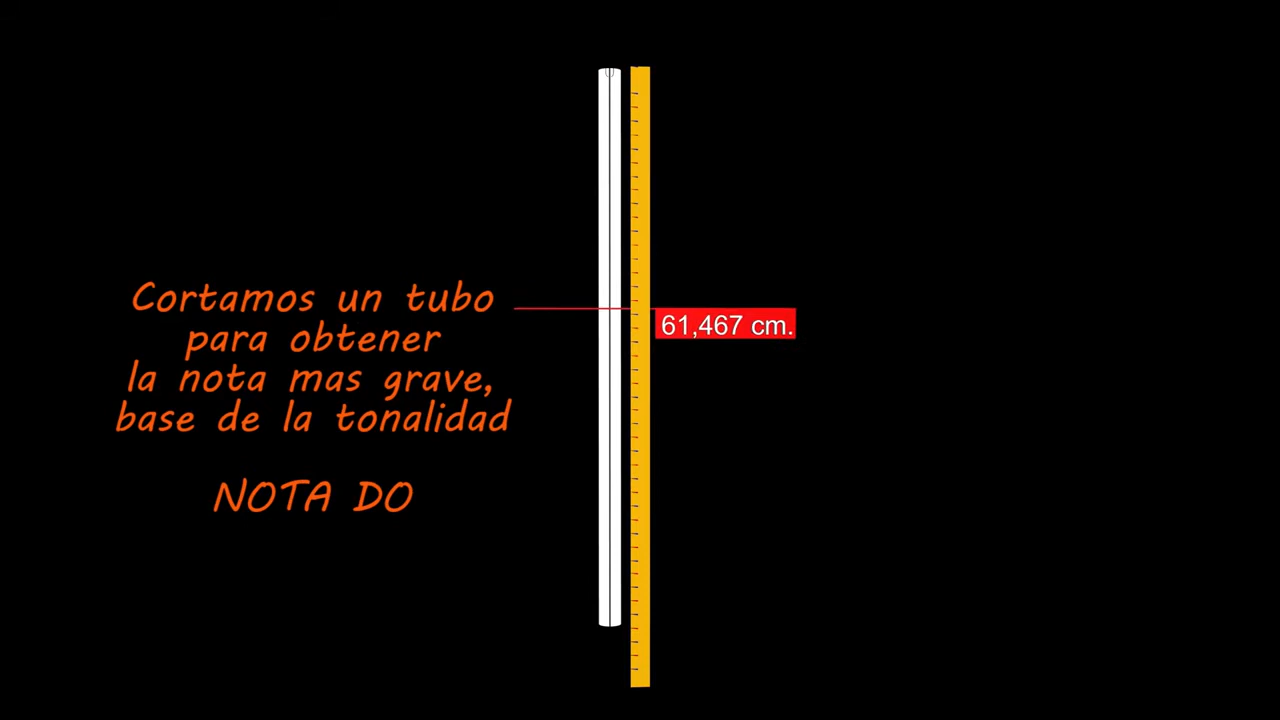 Cortamos un tubo
para obtener
la nota mas grave,
base de la tonalidad
NOTA DO
61,467 cm.